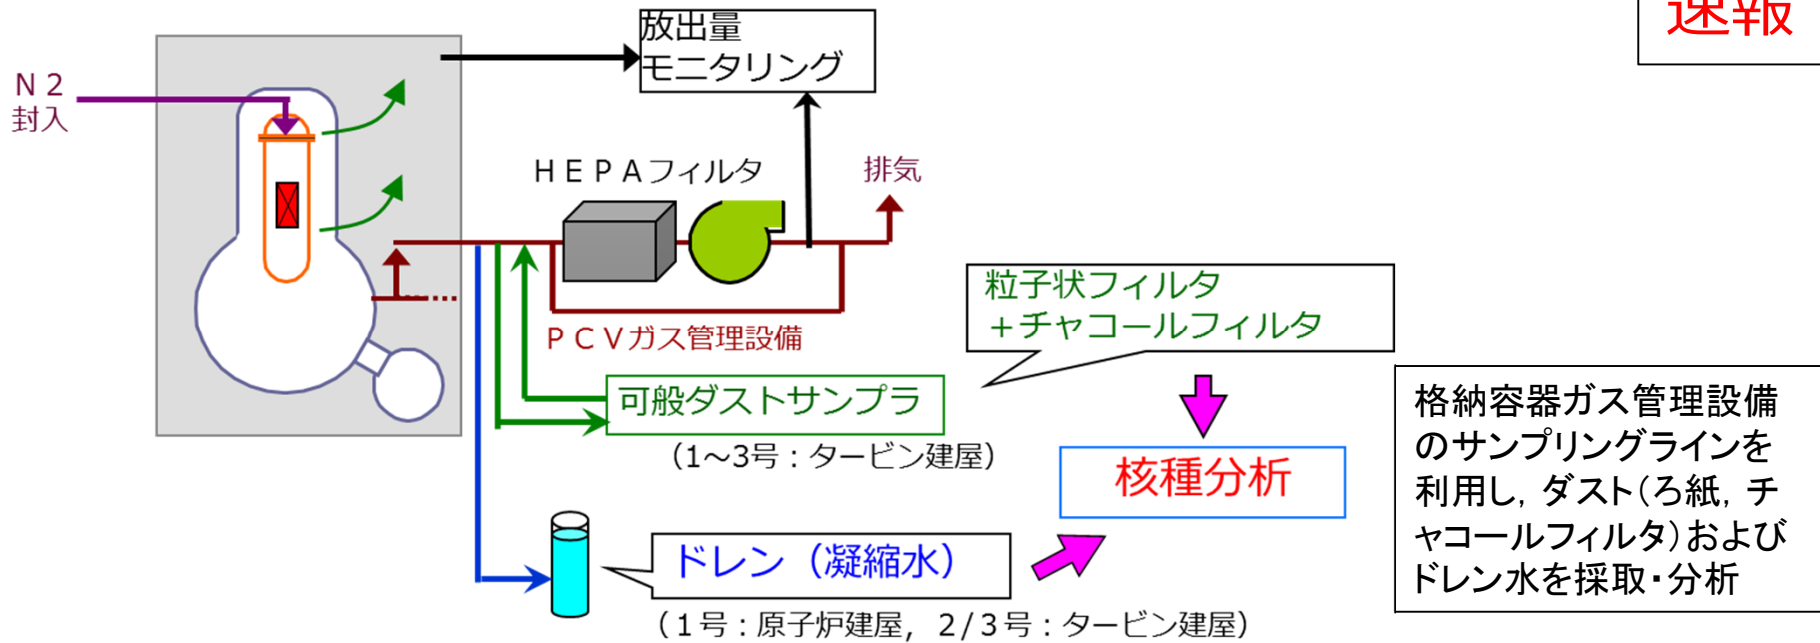 速報
放出量
モニタリング
Ｎ２
封入
ＨＥＰＡフィルタ
排気
ＰＣＶガス管理設備
粒子状フィルタ
＋チャコールフィルタ
可般ダストサンプラ
（1～3号：タービン建屋）
核種分析
格納容器ガス管理設備
のサンプリングラインを
利用し，ダスト（ろ紙，チ
ャコールフィルタ）および
ドレン水を採取・分析
ドレン（凝縮水）
（１号：原子炉建屋，２/３号：タービン建屋）